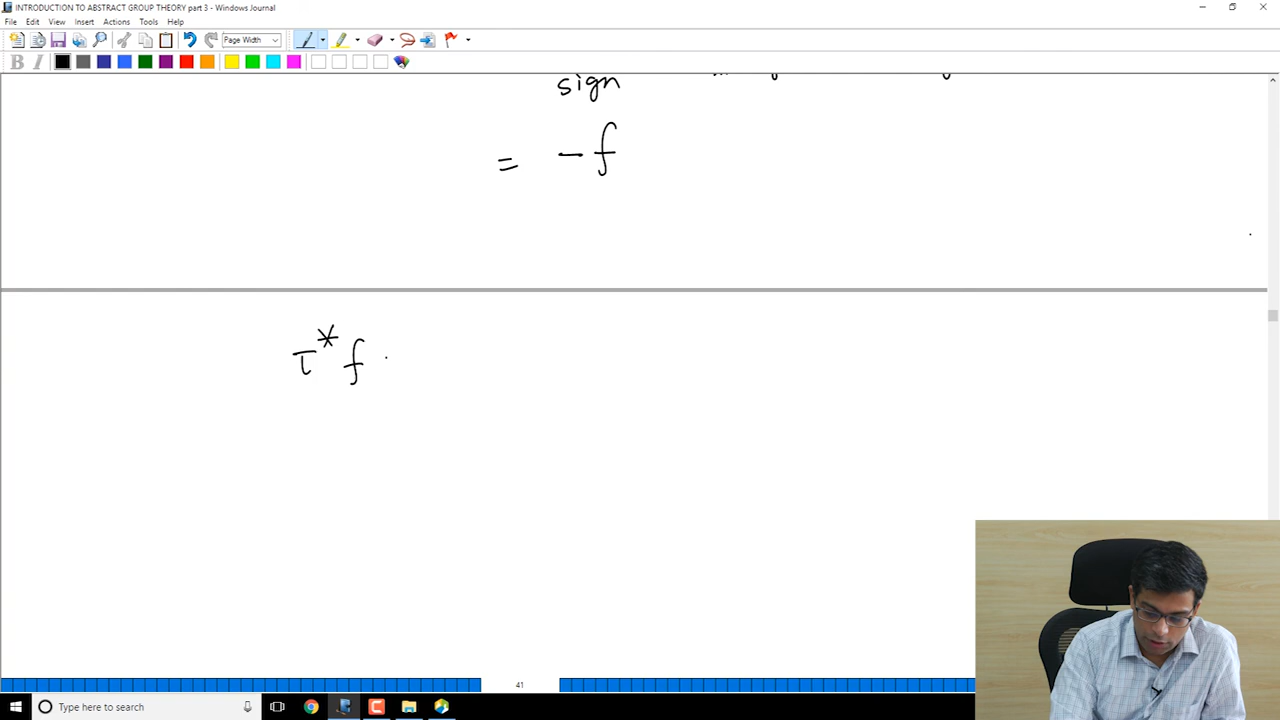 INTRODUCTION TO ABSTRACT GROUP THEORY part 3 - Windows Journal
File Edit View Insert Actions Tools Help
Page Width
B I
sign
= -f
τ* f
41
Type here to search